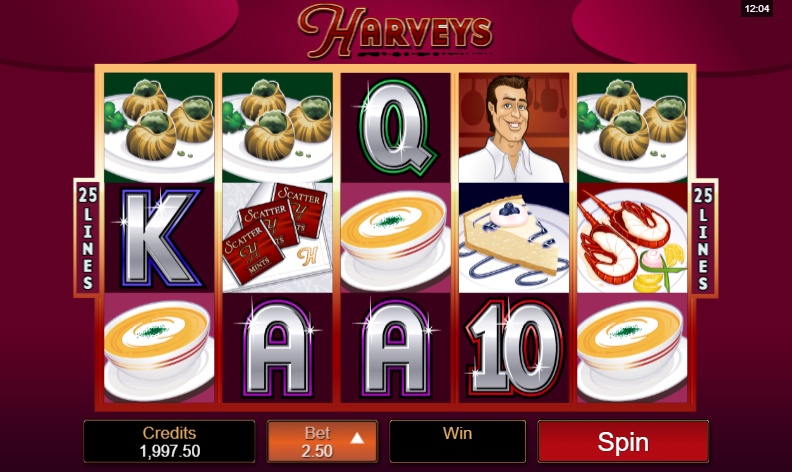 12:04
HARVEYS
Q
25 LINES
25 LINES
K
SCATTER
SCATTER
SCATTER
MINTS
H
A
A
10
Credits
1,997.50
Bet
2.50
Win
Spin